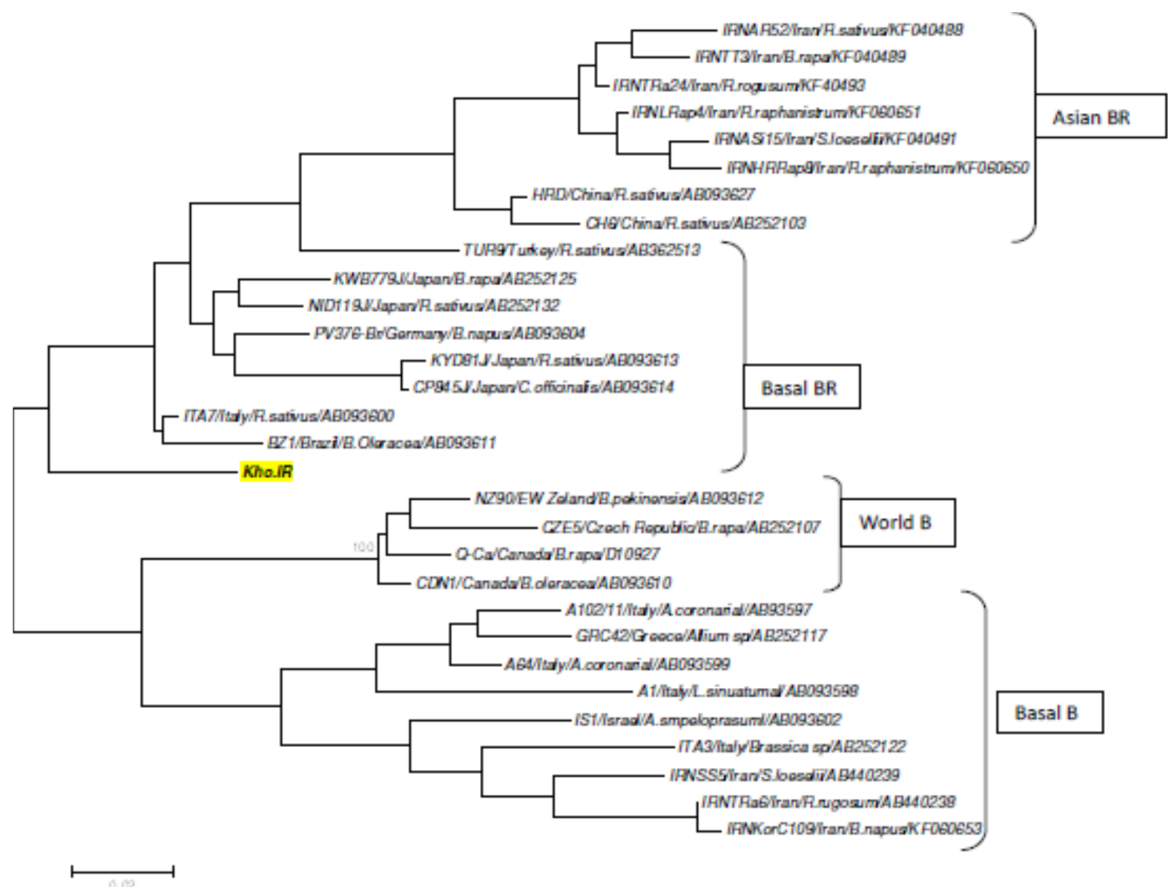 IRNAR52/Iran/R.sativus/KF040488
IRNTT3/Iran/B.rapa/KF040489
IRNTRa24/Iran/R.rogusum/KF40493
IRNLRap4/Iran/R.raphanistrum/KF060651
Asian BR
IRNASi15/Iran/S.loeselii/KF040491
IRNHRRap8/Iran/R.raphanistrum/KF060650
HRD/China/R.sativus/AB093627
CH6/China/R.sativus/AB252103
TUR9/Turkey/R.sativus/AB362513
KWB779J/Japan/B.rapa/AB252125
NID119J/Japan/R.sativus/AB252132
PV376-Br/Germany/B.napus/AB093604
KYD81J/Japan/R.sativus/AB093613
CP845J/Japan/C.officinalis/AB093614
Basal BR
ITA7/Italy/R.sativus/AB093600
BZ1/Brazil/B.Oleracea/AB093611
Kho.IR
NZ90/EW Zeland/B.pekinensis/AB093612
CZE5/Czech Republic/B.rapa/AB252107
World B
100
Q-Ca/Canada/B.rapa/D10927
CDN1/Canada/B.oleracea/AB093610
A102/11/Italy/A.coronarial/AB93597
GRC42/Greece/Allium sp/AB252117
A64/Italy/A.coronarial/AB093599
A1/Italy/L.sinuatumal/AB093598
Basal B
IS1/Israel/A.smpeloprasuml/AB093602
ITA3/Italy/Brassica sp/AB252122
IRNSS5/Iran/S.loeselii/AB440239
IRNTRa6/Iran/R.rugosum/AB440238
IRNKorC109/Iran/B.napus/KF060653